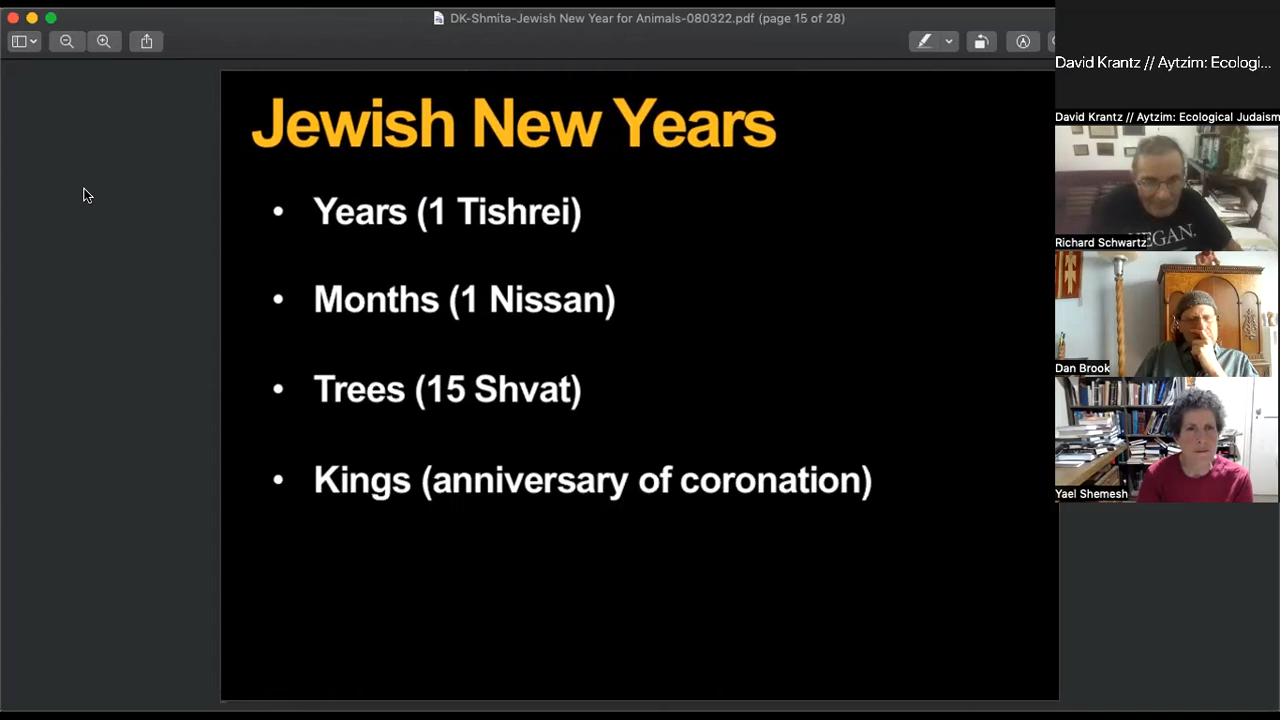 DK-Shmita-Jewish New Year for Animals-080322.pdf (page 15 of 28)
Jewish New Years
• Years (1 Tishrei)
• Months (1 Nissan)
• Trees (15 Shvat)
• Kings (anniversary of coronation)
David Krantz // Aytzim: Ecologi...
David Krantz // Aytzim: Ecological Judaism
EGAN.
Richard Schwartz
Dan Brook
Yael Shemesh